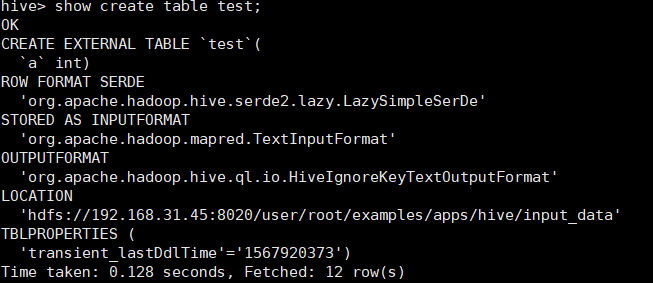 hive> show create table test;
OK
CREATE EXTERNAL TABLE `test`(
  `a` int)
ROW FORMAT SERDE
  'org.apache.hadoop.hive.serde2.lazy.LazySimpleSerDe'
STORED AS INPUTFORMAT
  'org.apache.hadoop.mapred.TextInputFormat'
OUTPUTFORMAT
  'org.apache.hadoop.hive.ql.io.HiveIgnoreKeyTextOutputFormat'
LOCATION
  'hdfs://192.168.31.45:8020/user/root/examples/apps/hive/input_data'
TBLPROPERTIES (
  'transient_lastDdlTime'='1567920373')
Time taken: 0.128 seconds, Fetched: 12 row(s)